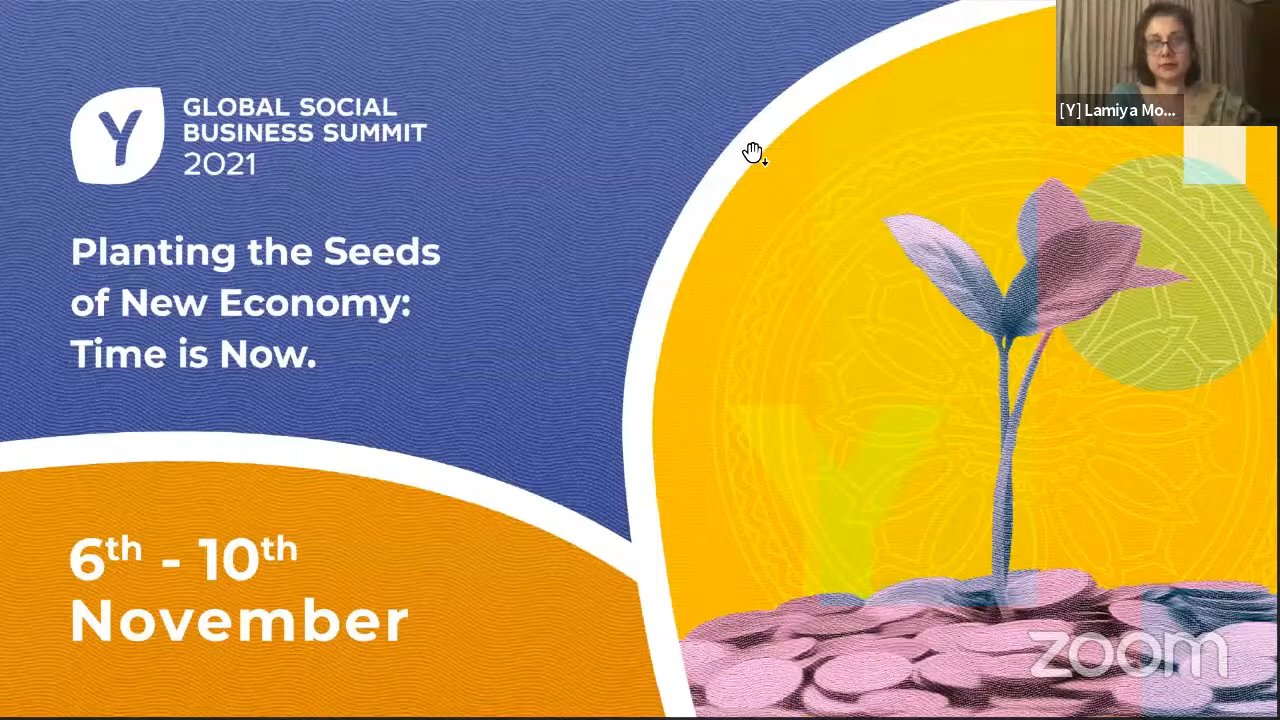 Y
GLOBAL SOCIAL
BUSINESS SUMMIT
2021
Planting the Seeds
of New Economy:
Time is Now.
6th - 10th
November
[Y] Lamiya Mo...
zoom